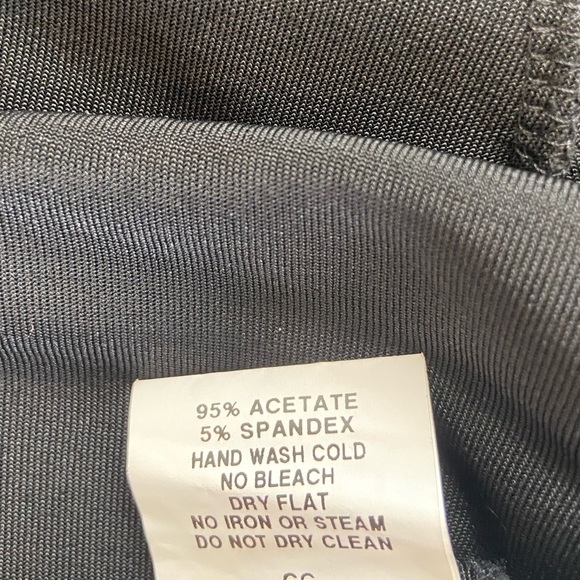 95% ACETATE
5% SPANDEX
HAND WASH COLD
NO BLEACH
DRY FLAT
NO IRON OR STEAM
DO NOT DRY CLEAN